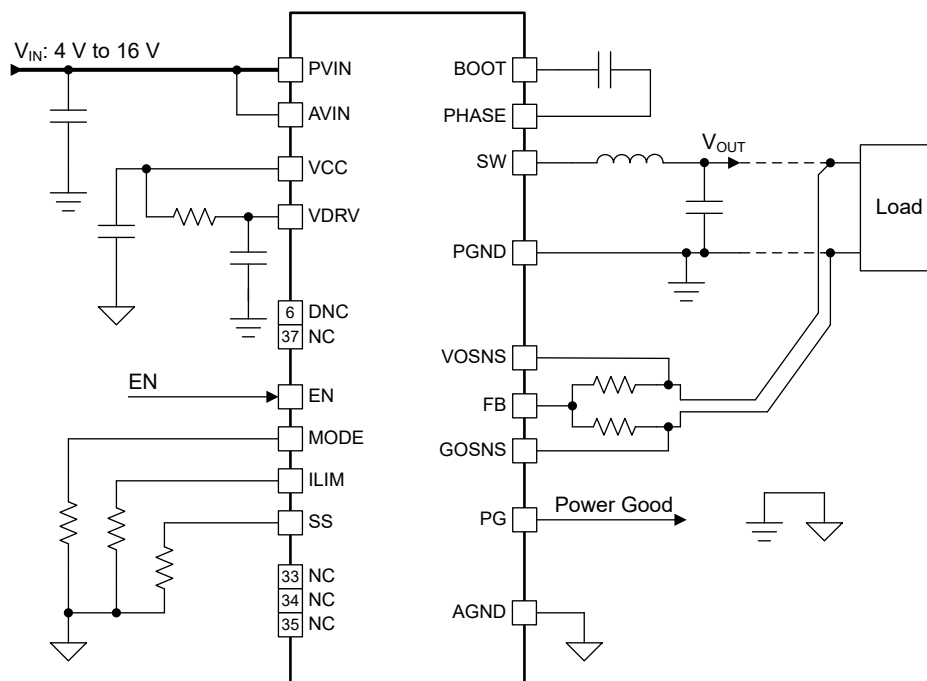 V_IN: 4 V to 16 V
PVIN
AVIN
VCC
VDRV
6 DNC
37 NC
EN
EN
MODE
ILIM
SS
33 NC
34 NC
35 NC
BOOT
PHASE
SW
V_OUT
Load
PGND
VOSNS
FB
GOSNS
PG
Power Good
AGND